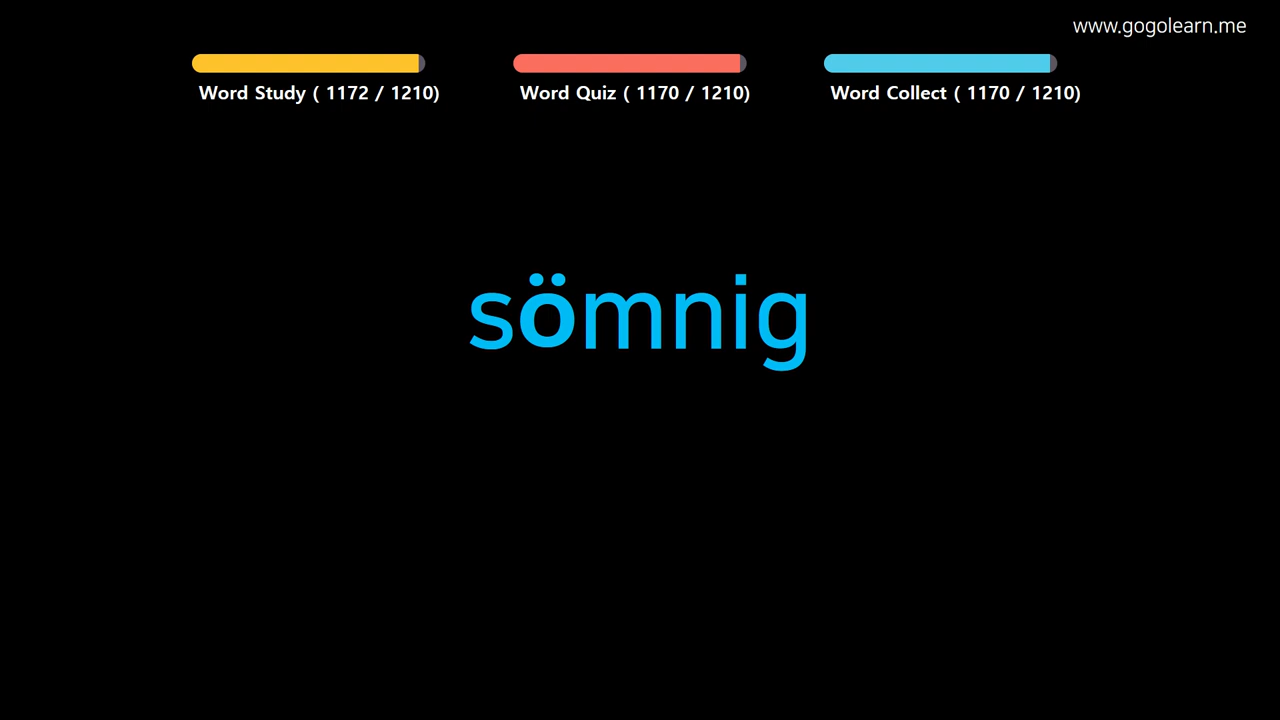 www.gogolearn.me
Word Study ( 1172 / 1210)
Word Quiz ( 1170 / 1210)
Word Collect ( 1170 / 1210)
sömnig